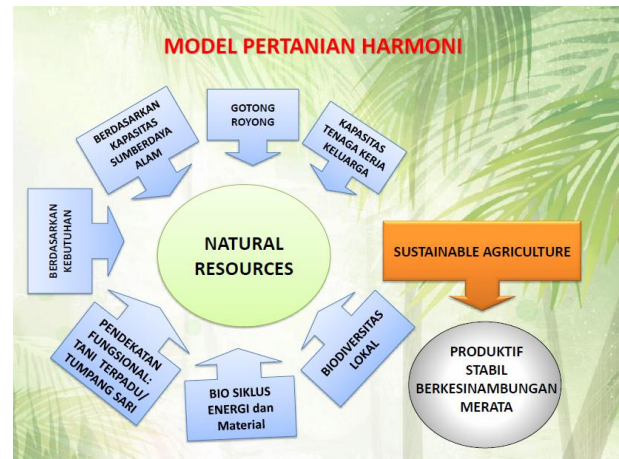 MODEL PERTANIAN HARMONI
BERDASARKAN
KAPASITAS
SUMBERDAYA
ALAM
GOTONG
ROYONG
KAPASITAS
TENAGA KERJA
KELUARGA
BERDASARKAN
KEBUTUHAN
NATURAL
RESOURCES
SUSTAINABLE AGRICULTURE
PENDEKATAN
FUNGSIONAL:
TANI TERPADU/
TUMPANG SARI
BIO SIKLUS
ENERGI dan
Material
BIODIVERSITAS
LOKAL
PRODUKTIF
STABIL
BERKESINAMBUNGAN
MERATA